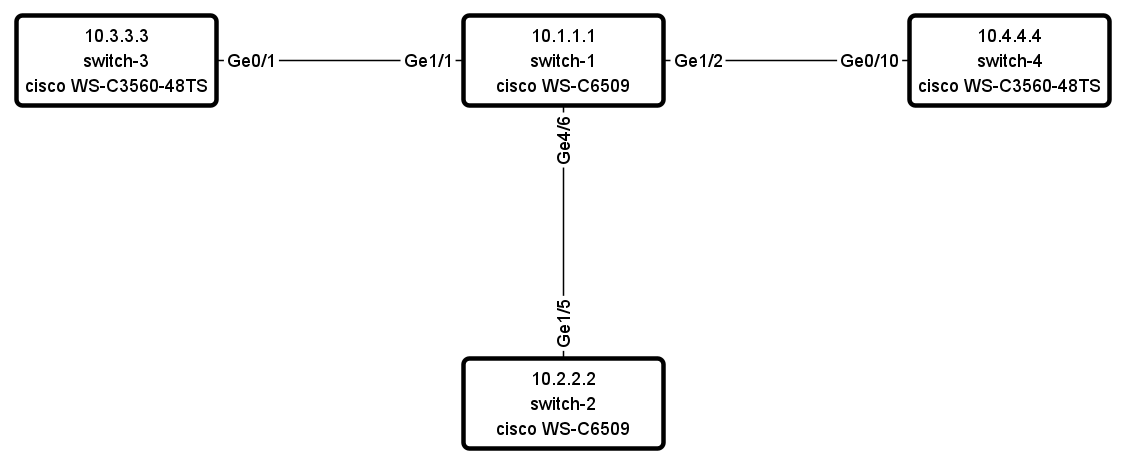 10.3.3.3
switch-3
cisco WS-C3560-48TS
Ge0/1
Ge1/1
10.1.1.1
switch-1
cisco WS-C6509
Ge1/2
Ge0/10
10.4.4.4
switch-4
cisco WS-C3560-48TS
Ge4/6
Ge1/5
10.2.2.2
switch-2
cisco WS-C6509